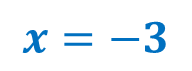 x = −3